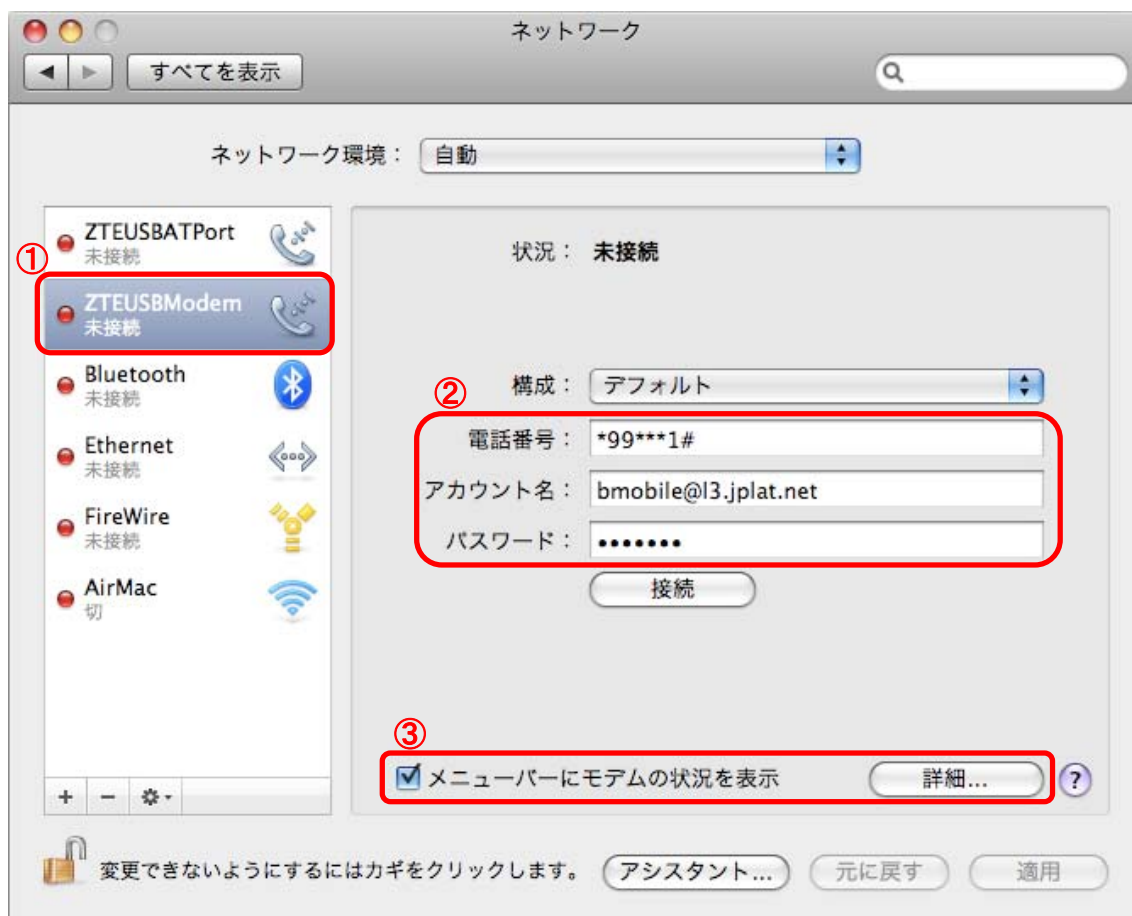 ネットワーク
すべてを表示
ネットワーク環境： 自動
ZTEUSBATPort
未接続
①
ZTEUSBModem
未接続
Bluetooth
未接続
Ethernet
未接続
FireWire
未接続
AirMac
切
状況： 未接続
構成： デフォルト
②
電話番号： *99***1#
アカウント名： bmobile@l3.jplat.net
パスワード： •••••••
接続
③
メニューバーにモデムの状況を表示 詳細... ?
変更できないようにするにはカギをクリックします。 アシスタント... 元に戻す 適用